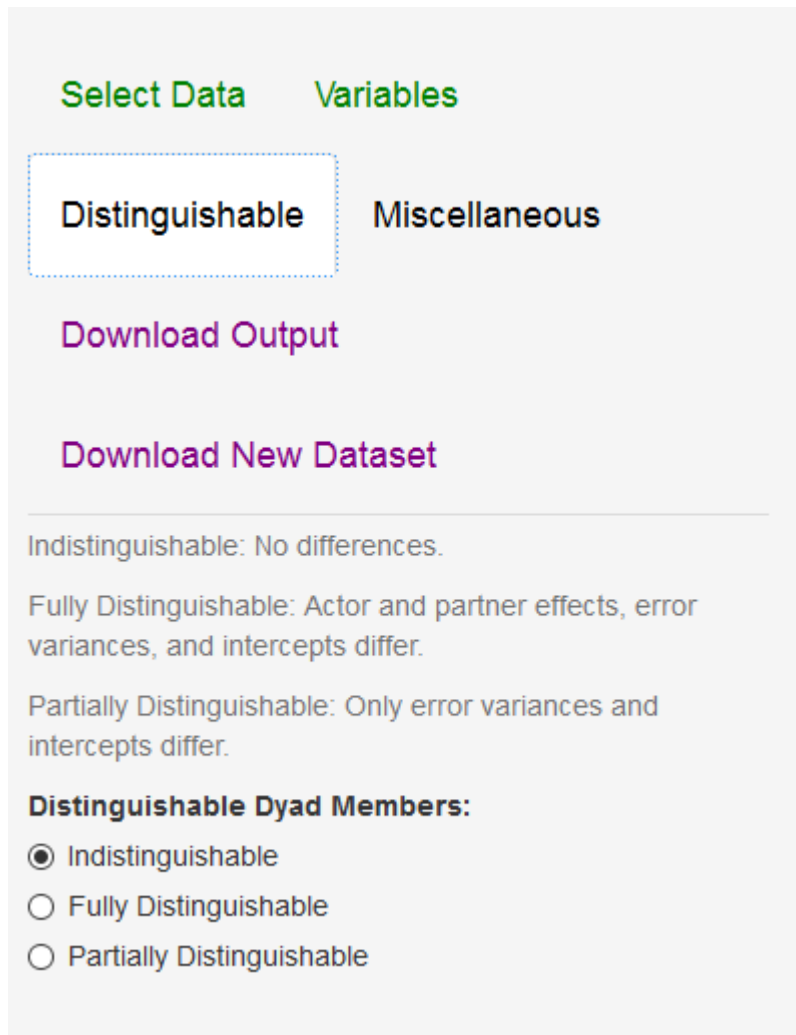 Select Data Variables
Distinguishable Miscellaneous
Download Output
Download New Dataset
Indistinguishable: No differences.
Fully Distinguishable: Actor and partner effects, error
variances, and intercepts differ.
Partially Distinguishable: Only error variances and
intercepts differ.
Distinguishable Dyad Members:
Indistinguishable
Fully Distinguishable
Partially Distinguishable